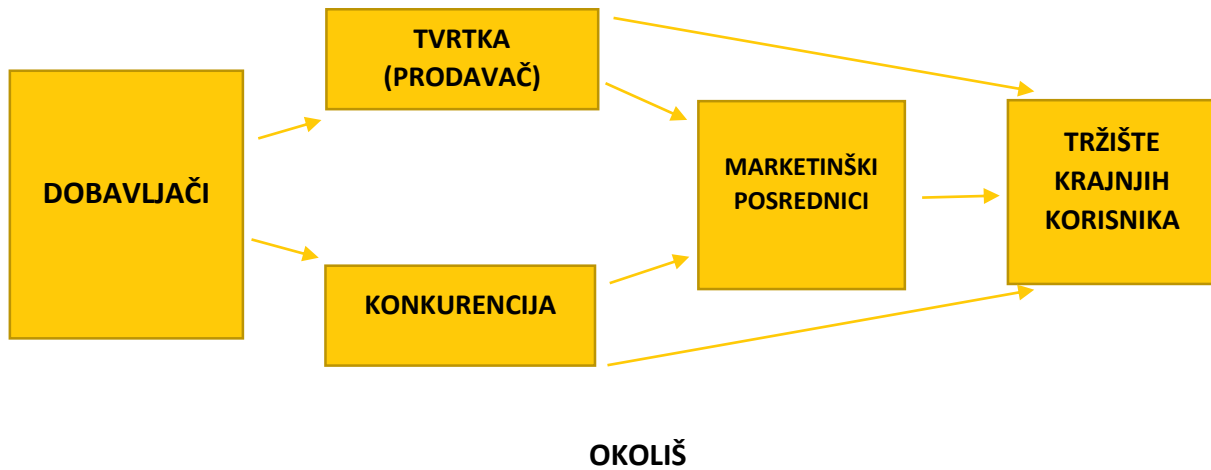 TVRTKA
(PRODAVAČ)
DOBAVLJAČI
MARKETINŠKI
POSREDNICI
TRŽIŠTE
KRAJNJIH
KORISNIKA
KONKURENCIJA
OKOLIŠ